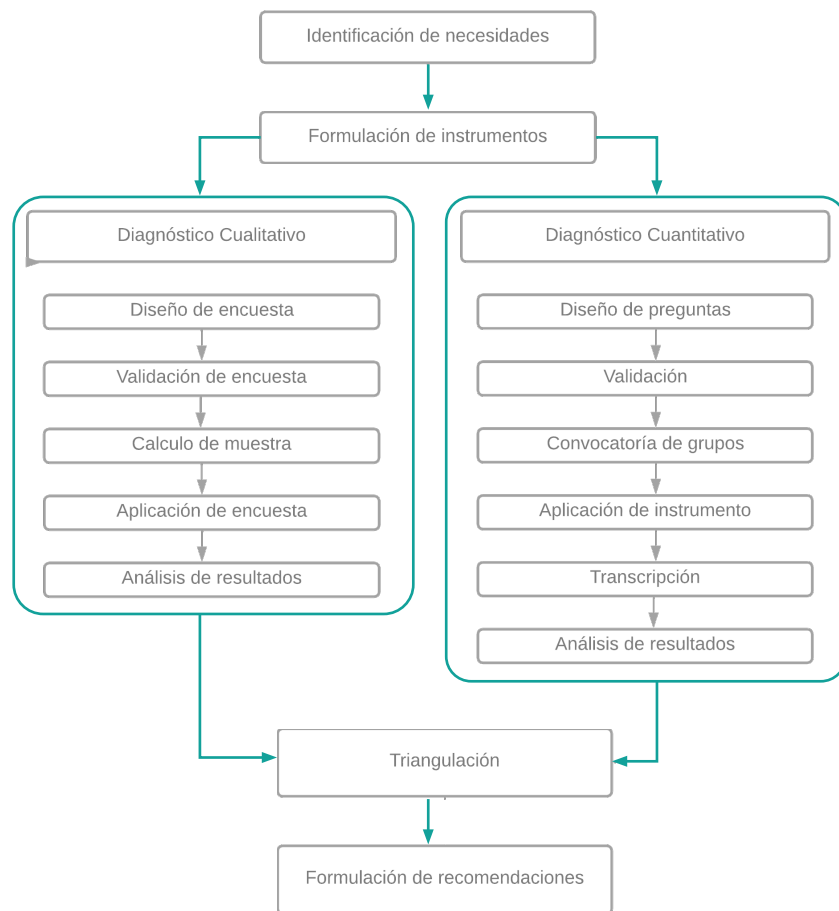 Identificación de necesidades
Formulación de instrumentos
Diagnóstico Cualitativo
Diseño de encuesta
Validación de encuesta
Calculo de muestra
Aplicación de encuesta
Análisis de resultados
Diagnóstico Cuantitativo
Diseño de preguntas
Validación
Convocatoría de grupos
Aplicación de instrumento
Transcripción
Análisis de resultados
Triangulación
Formulación de recomendaciones